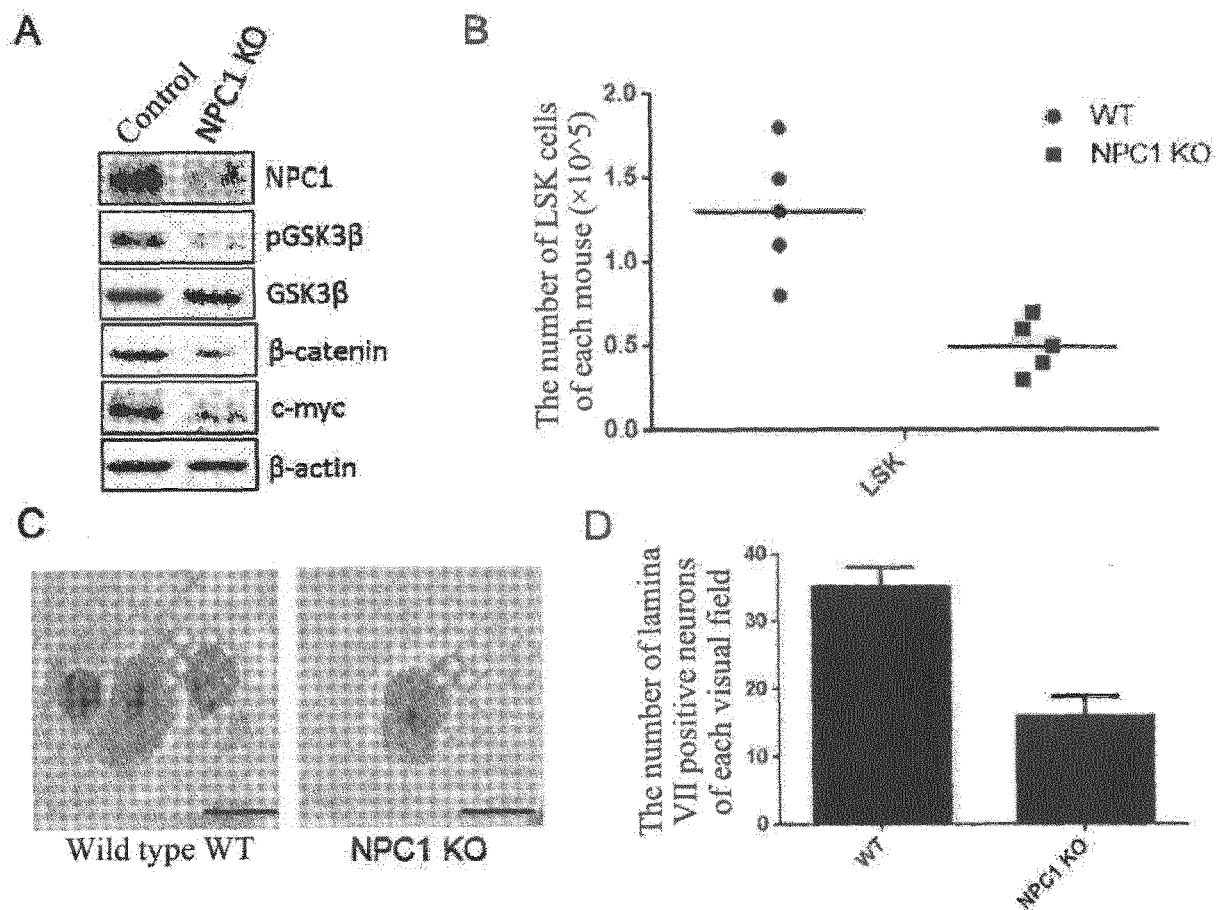 A
Control
NPC1 KO
NPC1
pGSK3β
GSK3β
β-catenin
c-myc
β-actin
B
The number of LSK cells
of each mouse (×10^5)
2.0
1.5
1.0
0.5
0.0
LSK
WT
NPC1 KO
C
Wild type WT
NPC1 KO
D
The number of lamina
VII positive neurons
of each visual field
40
30
20
10
0
WT
NPC1 KO